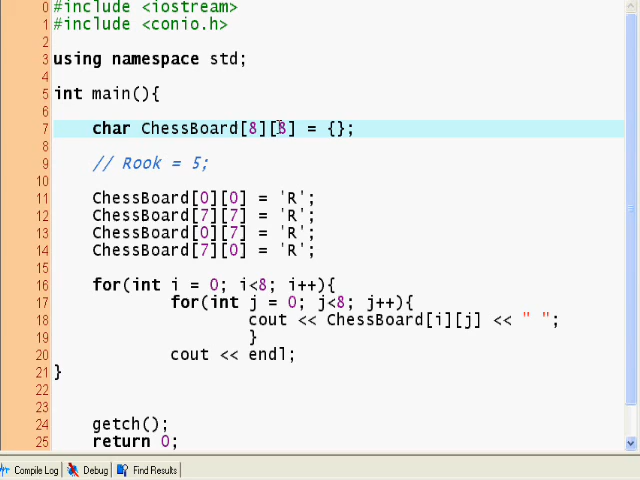 0 #include <iostream>
1 #include <conio.h>
2
3 using namespace std;
4
5 int main(){
6
7 char ChessBoard[8][8] = {};
8
9 // Rook = 5;
10
11 ChessBoard[0][0] = 'R';
12 ChessBoard[7][7] = 'R';
13 ChessBoard[0][7] = 'R';
14 ChessBoard[7][0] = 'R';
15
16 for(int i = 0; i<8; i++){
17 for(int j = 0; j<8; j++){
18 cout << ChessBoard[i][j] << " ";
19 }
20 cout << endl;
21 }
22
23
24 getch();
25 return 0;
Compile Log Debug Find Results